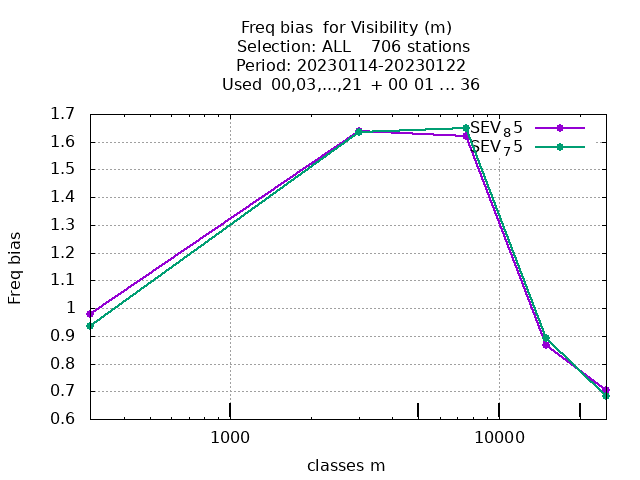 Freq bias for Visibility (m)
Selection: ALL 706 stations
Period: 20230114-20230122
Used 00,03,...,21 + 00 01 ... 36
1.7
1.6
1.5
1.4
1.3
1.2
1.1
1
0.9
0.8
0.7
0.6
Freq bias
SEV85
SEV75
1000
10000
classes m